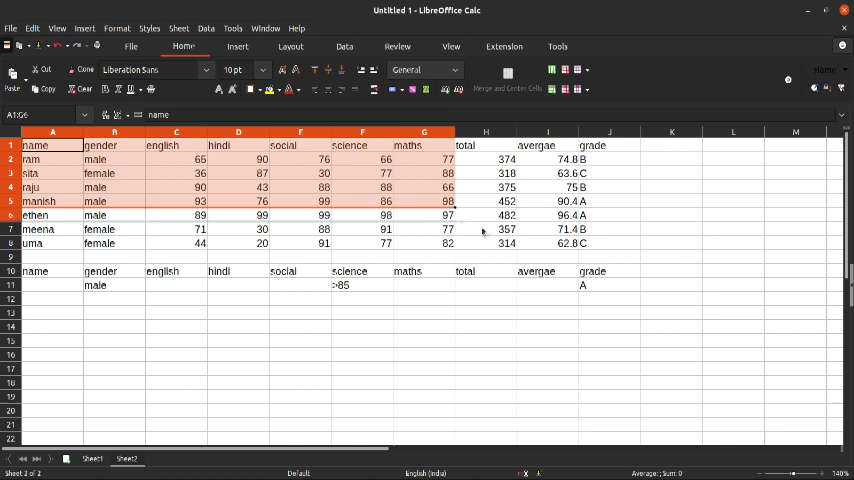 Untitled 1 - LibreOffice Calc
File Edit View Insert Format Styles Sheet Data Tools Window Help
File Home Insert Layout Data Review View Extension Tools
Cut Clone Liberation Sans 10 pt General Home
Paste Copy Clear Merge and Center Cells
A1:G6 name
A B C D E F G H I J K L M
1 name gender english hindi social science maths total avergae grade
2 ram male 65 90 76 66 77 374 74.8 B
3 sita female 36 87 30 77 88 318 63.6 C
4 raju male 90 43 88 88 66 375 75 B
5 manish male 93 76 99 86 98 452 90.4 A
6 ethen male 89 99 99 98 97 482 96.4 A
7 meena female 71 30 88 91 77 357 71.4 B
8 uma female 44 20 91 77 82 314 62.8 C
9
10 name gender english hindi social science maths total avergae grade
11 male >85 A
12
13
14
15
16
17
18
19
20
21
22
Sheet1 Sheet2
Sheet 2 of 2 Default English (India) Average: ; Sum: 0 140%